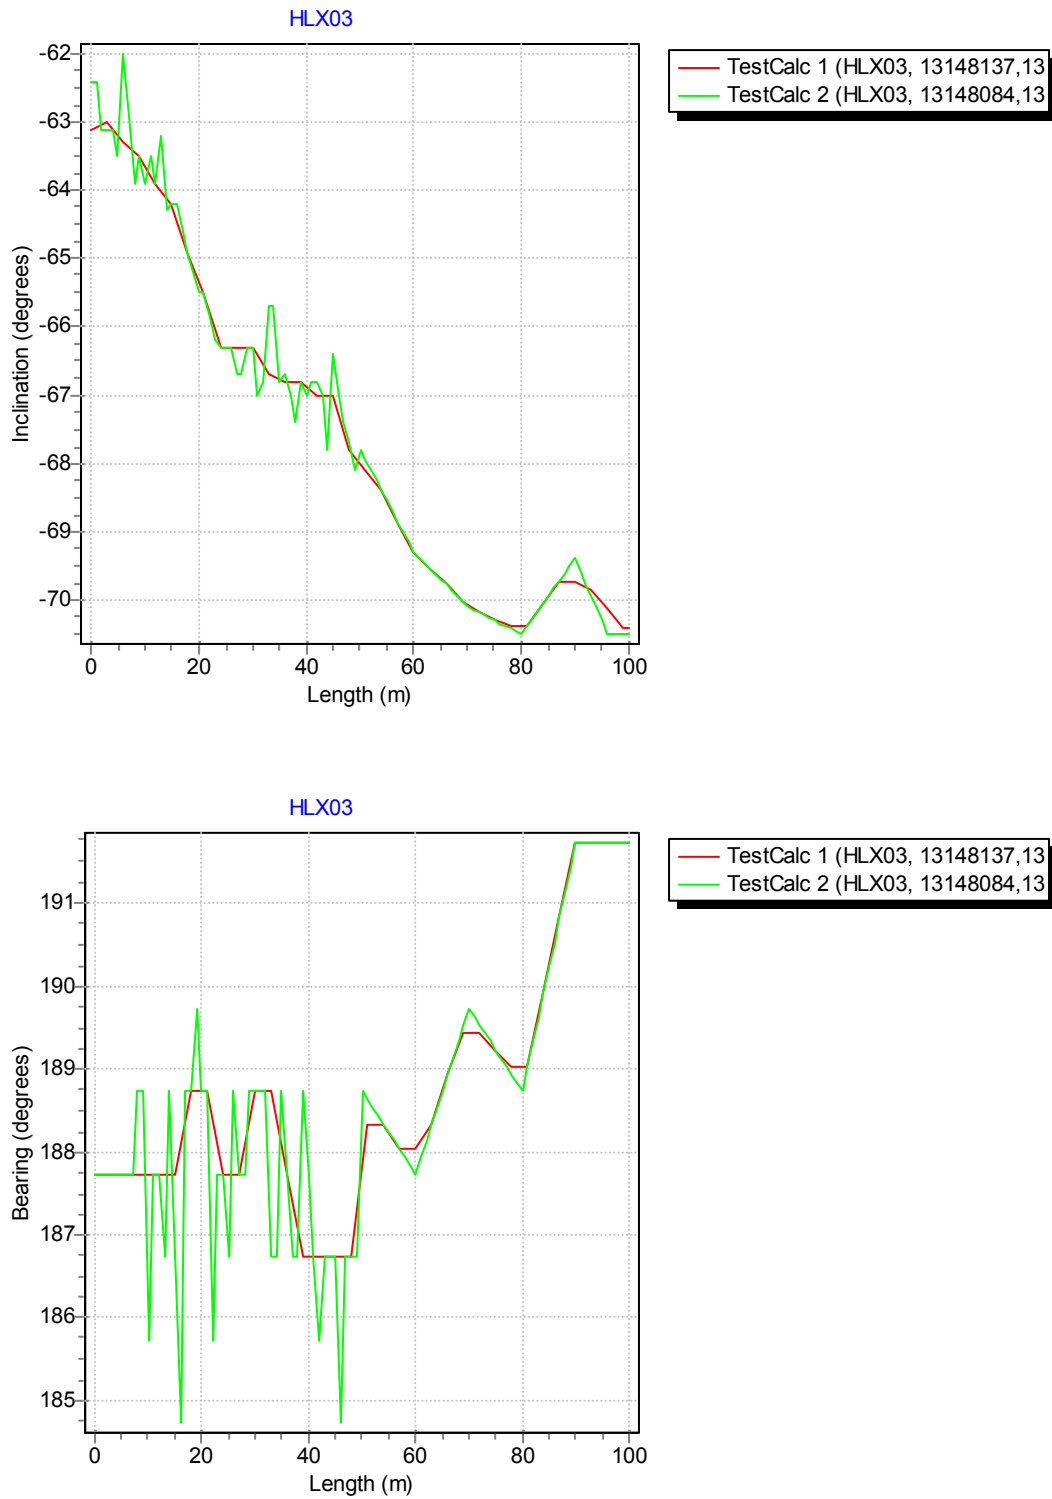 HLX03
-62
-63
-64
-65
-66
-67
-68
-69
-70
Inclination (degrees)
0 20 40 60 80 100
Length (m)
TestCalc 1 (HLX03, 13148137,13
TestCalc 2 (HLX03, 13148084,13
HLX03
191
190
189
188
187
186
185
Bearing (degrees)
0 20 40 60 80 100
Length (m)
TestCalc 1 (HLX03, 13148137,13
TestCalc 2 (HLX03, 13148084,13